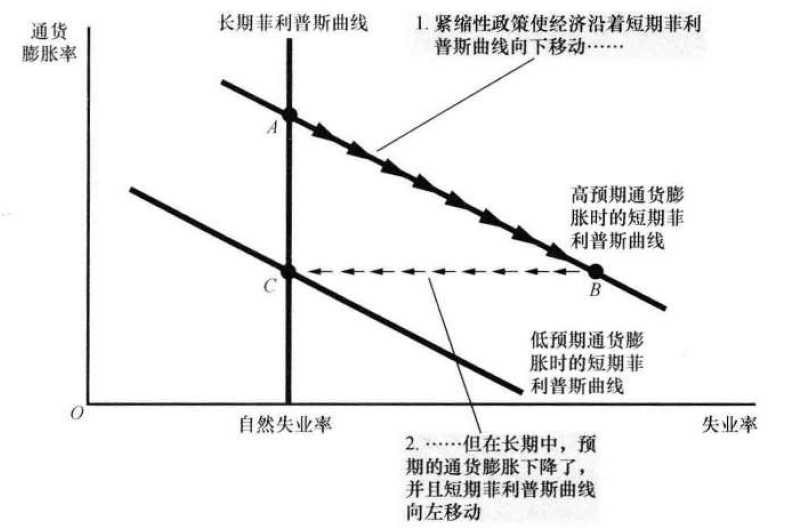 通货
膨胀率
长期菲利普斯曲线
1. 紧缩性政策使经济沿着短期菲利
普斯曲线向下移动……
A
高预期通货膨
胀时的短期菲
利普斯曲线
C
B
低预期通货膨
胀时的短期菲
利普斯曲线
O
自然失业率
失业率
2. ……但在长期中，预
期的通货膨胀下降了，
并且短期菲利普斯曲线
向左移动